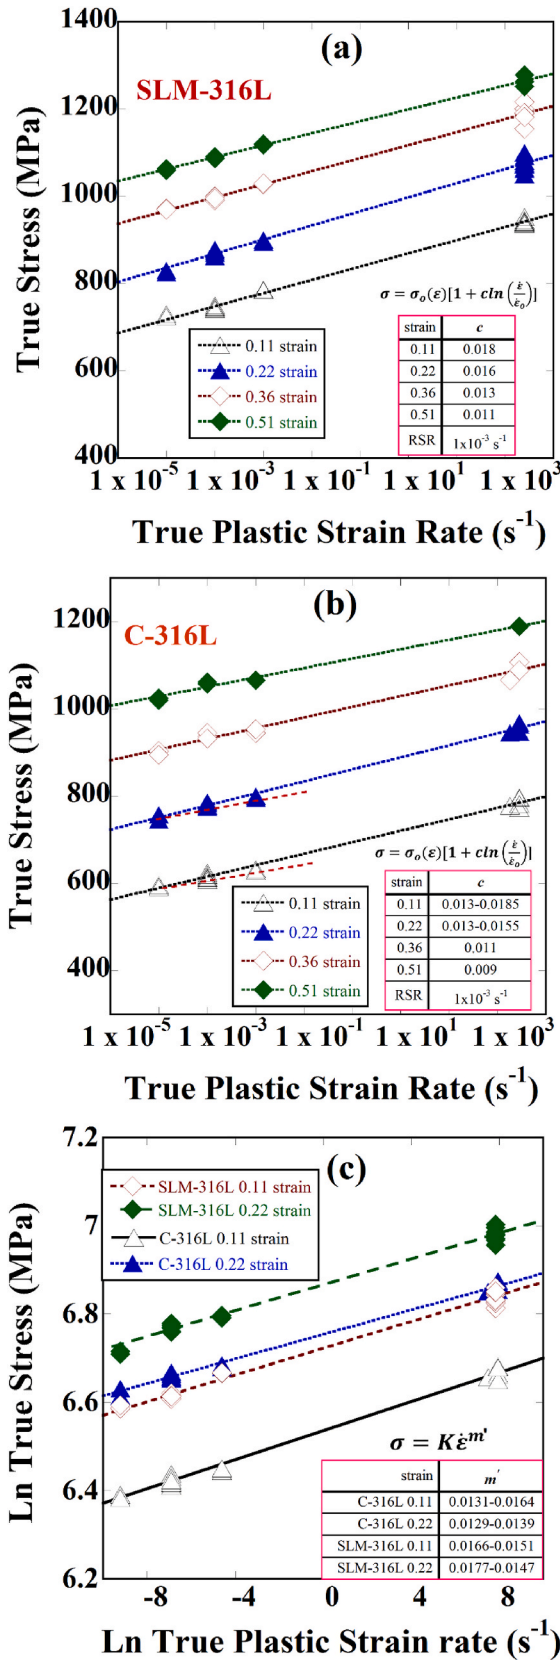 (a)
SLM-316L
True Stress (MPa)
1400
1200
1000
800
600
400
σ = σₒ(ε)[1 + cln(ε̇/ε̇ₒ)]
0.11 strain
0.22 strain
0.36 strain
0.51 strain
strain c
0.11 0.018
0.22 0.016
0.36 0.013
0.51 0.011
RSR 1x10⁻³ s⁻¹
1 x 10⁻⁵ 1 x 10⁻³ 1 x 10⁻¹ 1 x 10¹ 1 x 10³
True Plastic Strain Rate (s⁻¹)
(b)
C-316L
True Stress (MPa)
1200
1000
800
600
400
σ = σₒ(ε)[1 + cln(ε̇/ε̇ₒ)]
0.11 strain
0.22 strain
0.36 strain
0.51 strain
strain c
0.11 0.013-0.0185
0.22 0.013-0.0155
0.36 0.011
0.51 0.009
RSR 1x10⁻³ s⁻¹
1 x 10⁻⁵ 1 x 10⁻³ 1 x 10⁻¹ 1 x 10¹ 1 x 10³
True Plastic Strain Rate (s⁻¹)
(c)
Ln True Stress (MPa)
7.2
7
6.8
6.6
6.4
6.2
SLM-316L 0.11 strain
SLM-316L 0.22 strain
C-316L 0.11 strain
C-316L 0.22 strain
σ = Kε̇ᵐ'
strain m'
C-316L 0.11 0.0131-0.0164
C-316L 0.22 0.0129-0.0139
SLM-316L 0.11 0.0166-0.0151
SLM-316L 0.22 0.0177-0.0147
-8 -4 0 4 8
Ln True Plastic Strain rate (s⁻¹)